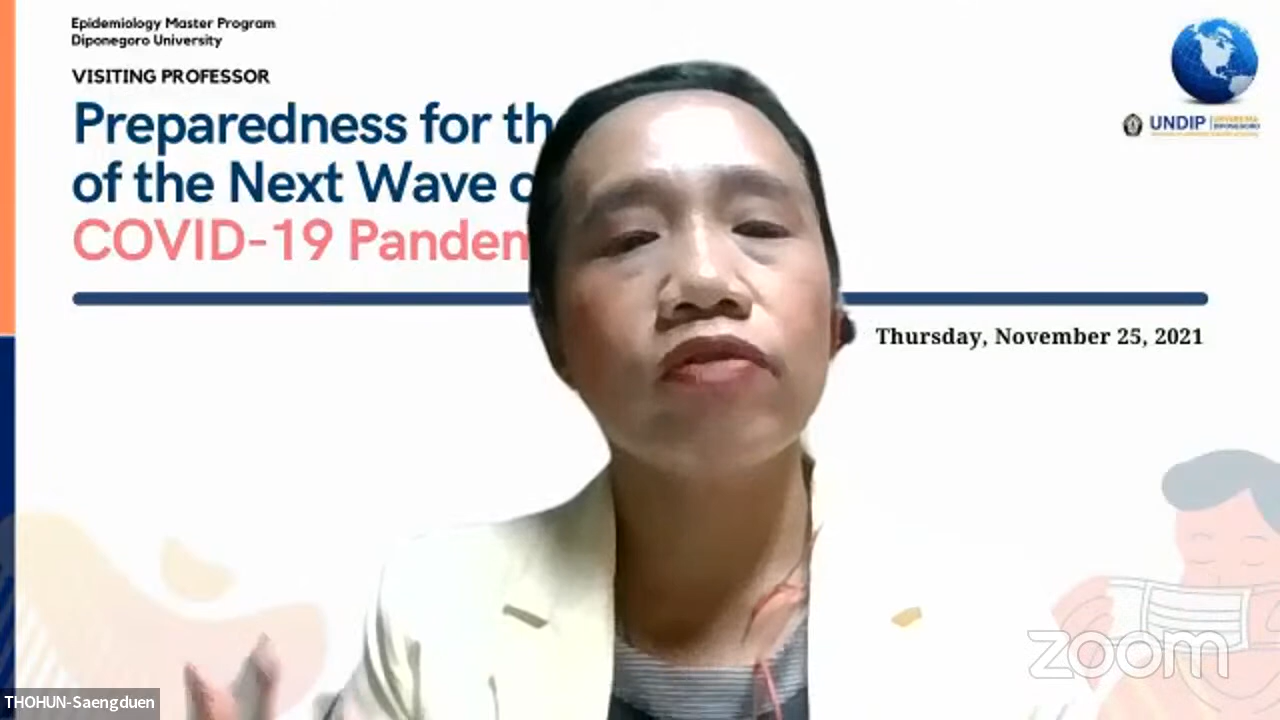 Epidemiology Master Program
Diponegoro University
VISITING PROFESSOR
Preparedness for th
of the Next Wave o
COVID-19 Pandem
UNDIP
Thursday, November 25, 2021
zoom
THOHUN-Saengduen